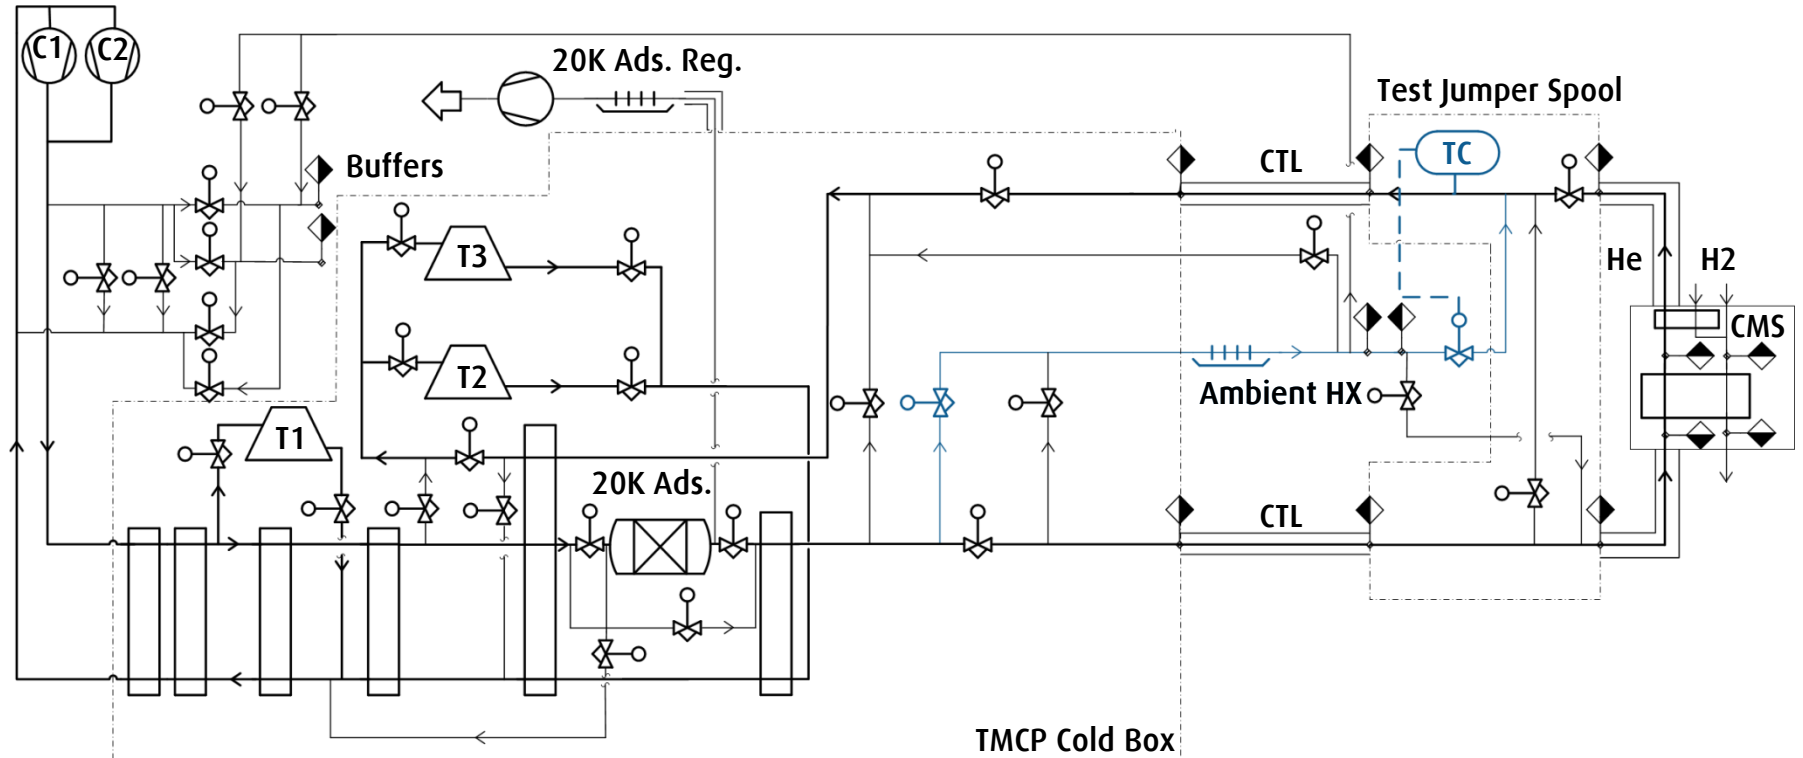 C1
C2
20K Ads. Reg.
Test Jumper Spool
Buffers
CTL
TC
T3
He
H2
CMS
T2
Ambient HX
T1
20K Ads.
CTL
TMCP Cold Box